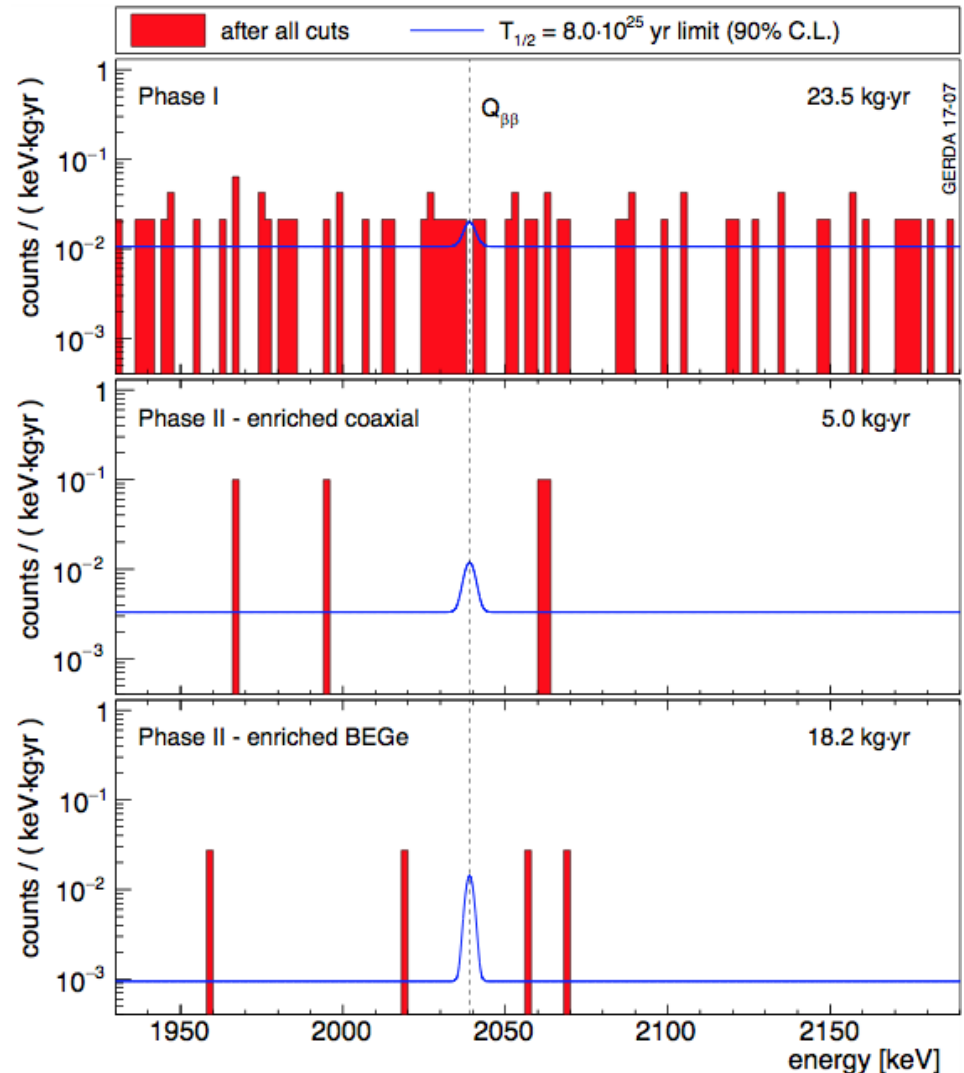 after all cuts
T1/2 = 8.0·10^25 yr limit (90% C.L.)
1
Phase I
23.5 kg·yr
GERDA 17-07
Qββ
10^−1
10^−2
10^−3
counts / ( keV·kg·yr )
1
Phase II - enriched coaxial
5.0 kg·yr
10^−1
10^−2
10^−3
counts / ( keV·kg·yr )
1
Phase II - enriched BEGe
18.2 kg·yr
10^−1
10^−2
10^−3
counts / ( keV·kg·yr )
1950 2000 2050 2100 2150
energy [keV]